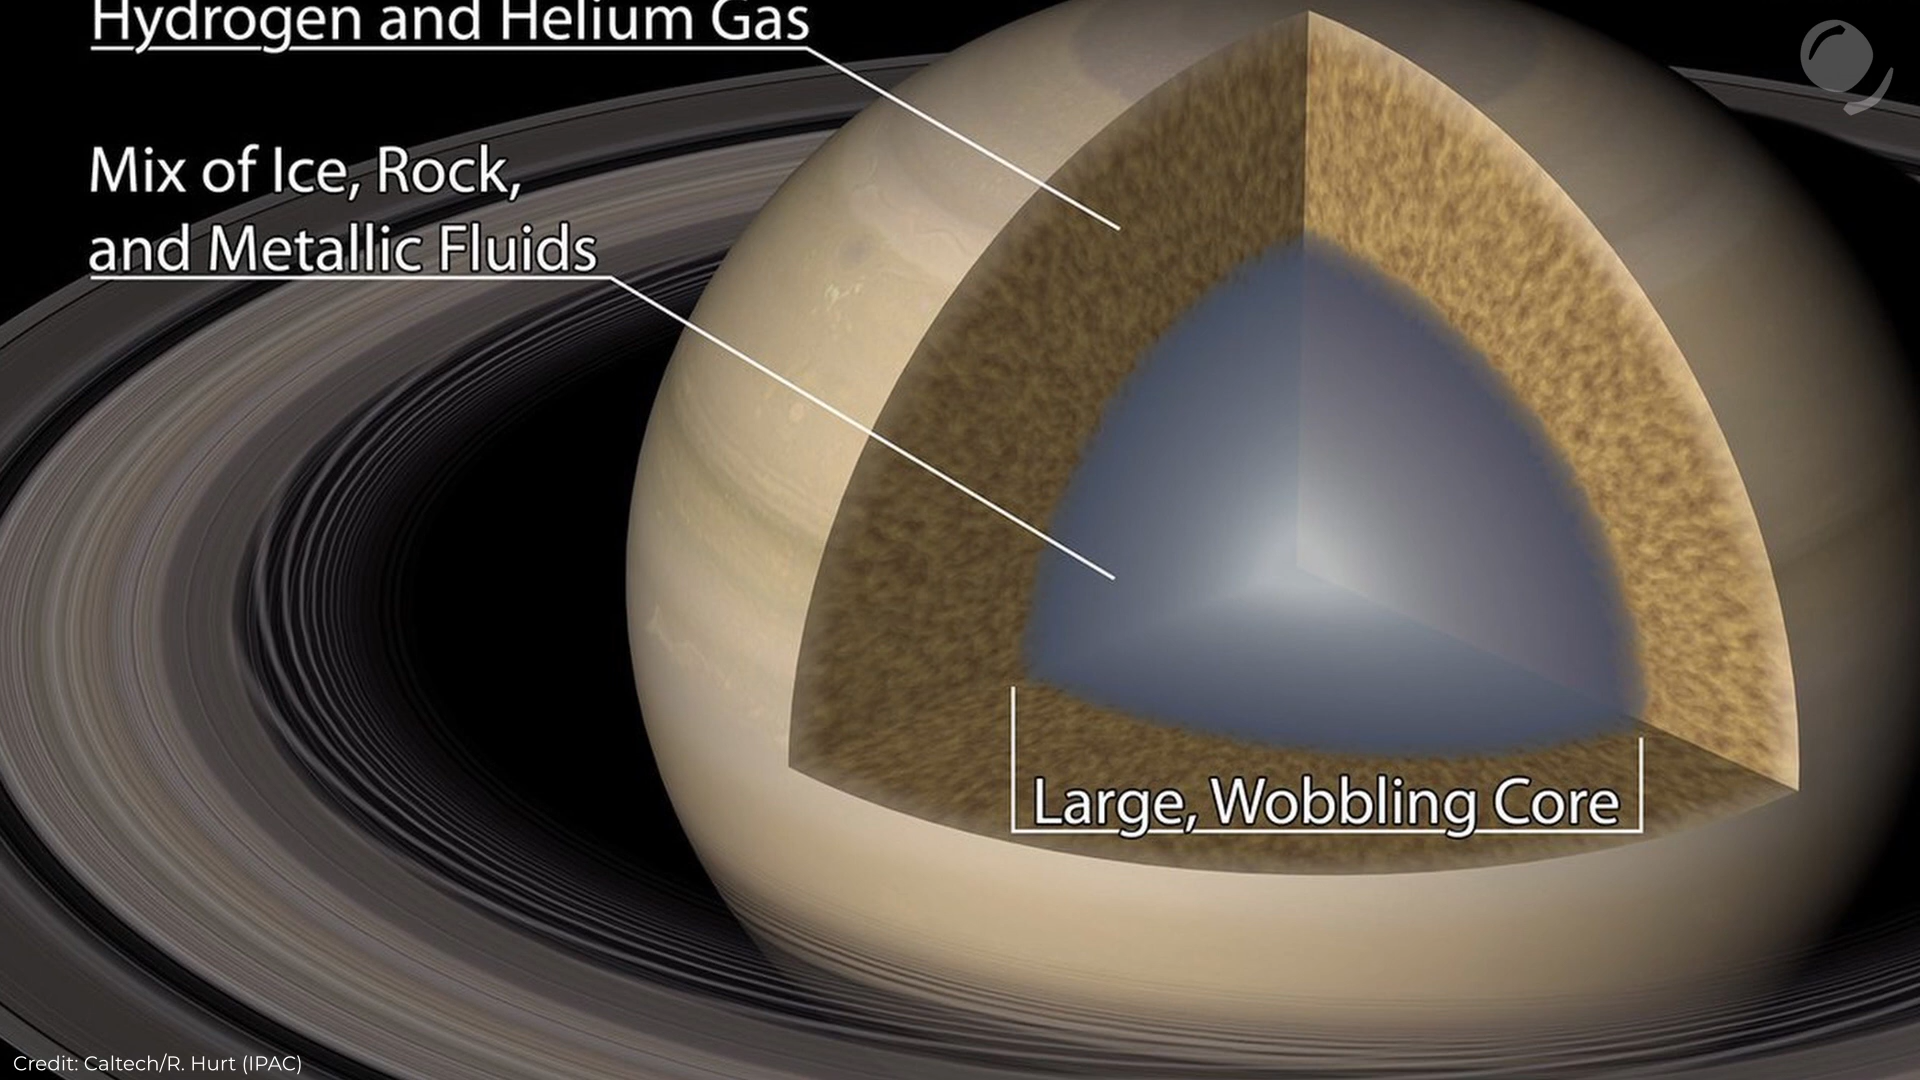 Hydrogen and Helium Gas
Mix of Ice, Rock,
and Metallic Fluids
Large, Wobbling Core
Credit: Caltech/R. Hurt (IPAC)